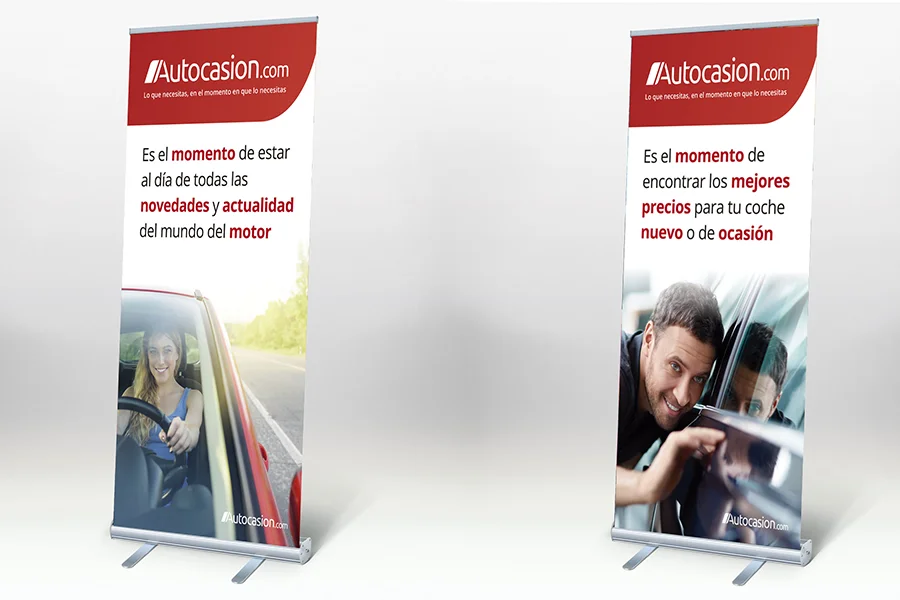 Autocasion.com
Lo que necesitas, en el momento en que lo necesitas
Es el momento de estar
al día de todas las
novedades y actualidad
del mundo del motor
Autocasion.com
Autocasion.com
Lo que necesitas, en el momento en que lo necesitas
Es el momento de
encontrar los mejores
precios para tu coche
nuevo o de ocasión
Autocasion.com